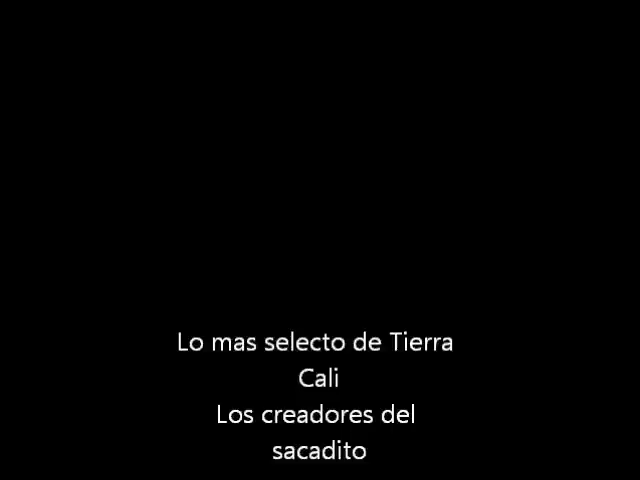 Lo mas selecto de Tierra
Cali
Los creadores del
sacadito